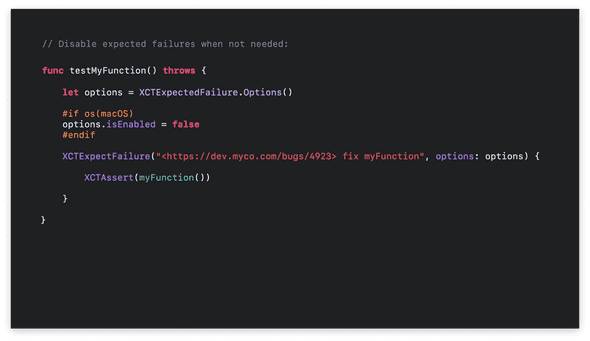 // Disable expected failures when not needed:
func testMyFunction() throws {
let options = XCTExpectedFailure.Options()
#if os(macOS)
options.isEnabled = false
#endif
XCTExpectFailure("<https://dev.myco.com/bugs/4923> fix myFunction", options: options) {
XCTAssert(myFunction())
}
}